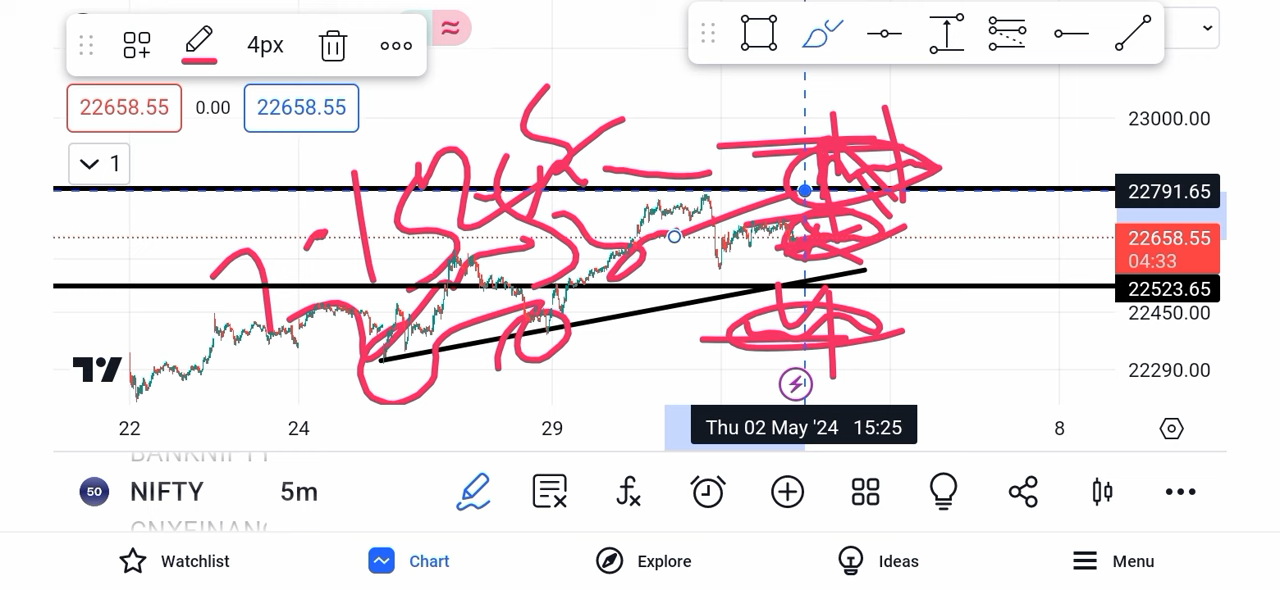 4px
22658.55 0.00 22658.55
1
23000.00
22791.65
22658.55
04:33
22523.65
22450.00
22290.00
22 24 29 Thu 02 May '24 15:25 8
BANKNIFTY
50 NIFTY 5m
Watchlist Chart Explore Ideas Menu